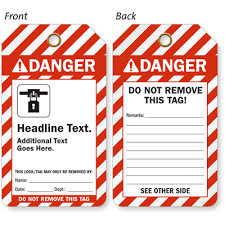 Front
Back
DANGER
Headline Text.
Additional Text
Goes Here.
THIS LOCK/TAG MAY ONLY BE REMOVED BY:
Name:
Date:
Dept.:
DO NOT REMOVE THIS TAG
DANGER
DO NOT REMOVE
THIS TAG!
Remarks:
SEE OTHER SIDE